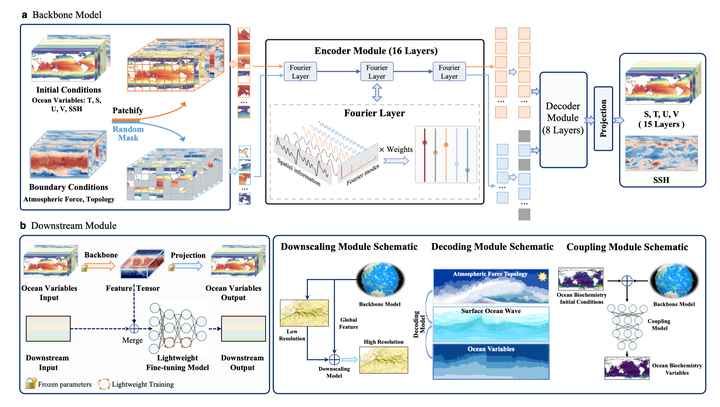 a Backbone Model
Initial Conditions
Ocean Variables: T, S,
U, V, SSH
Boundary Conditions
Atmospheric Force, Topology
Patchify
Random
Mask
...
...
Encoder Module (16 Layers)
Fourier
Layer
Fourier
Layer
Fourier
Layer
Fourier Layer
Spatial information
Fourier modes
× Weights
...
...
...
...
Decoder
Module
(8 Layers)
Projection
S, T, U, V
( 15 Layers )
SSH
b Downstream Module
Backbone
Projection
Ocean Variables
Input
Feature Tensor
Ocean Variables
Output
Merge
Downstream
Input
Lightweight
Fine-tuning Model
Downstream
Output
Frozen parameters
Lightweight Training
Downscaling Module Schematic
Backbone Model
Low
Resolution
Global
Feature
High Resolution
Downscaling
Model
Decoding Module Schematic
Atmospheric Force Topology
Surface Ocean Wave
Ocean Variables
Decoding
Model
Coupling Module Schematic
Ocean Biochemistry
Initial Conditions
Backbone Model
Coupling
Model
Ocean Biochemistry
Variables